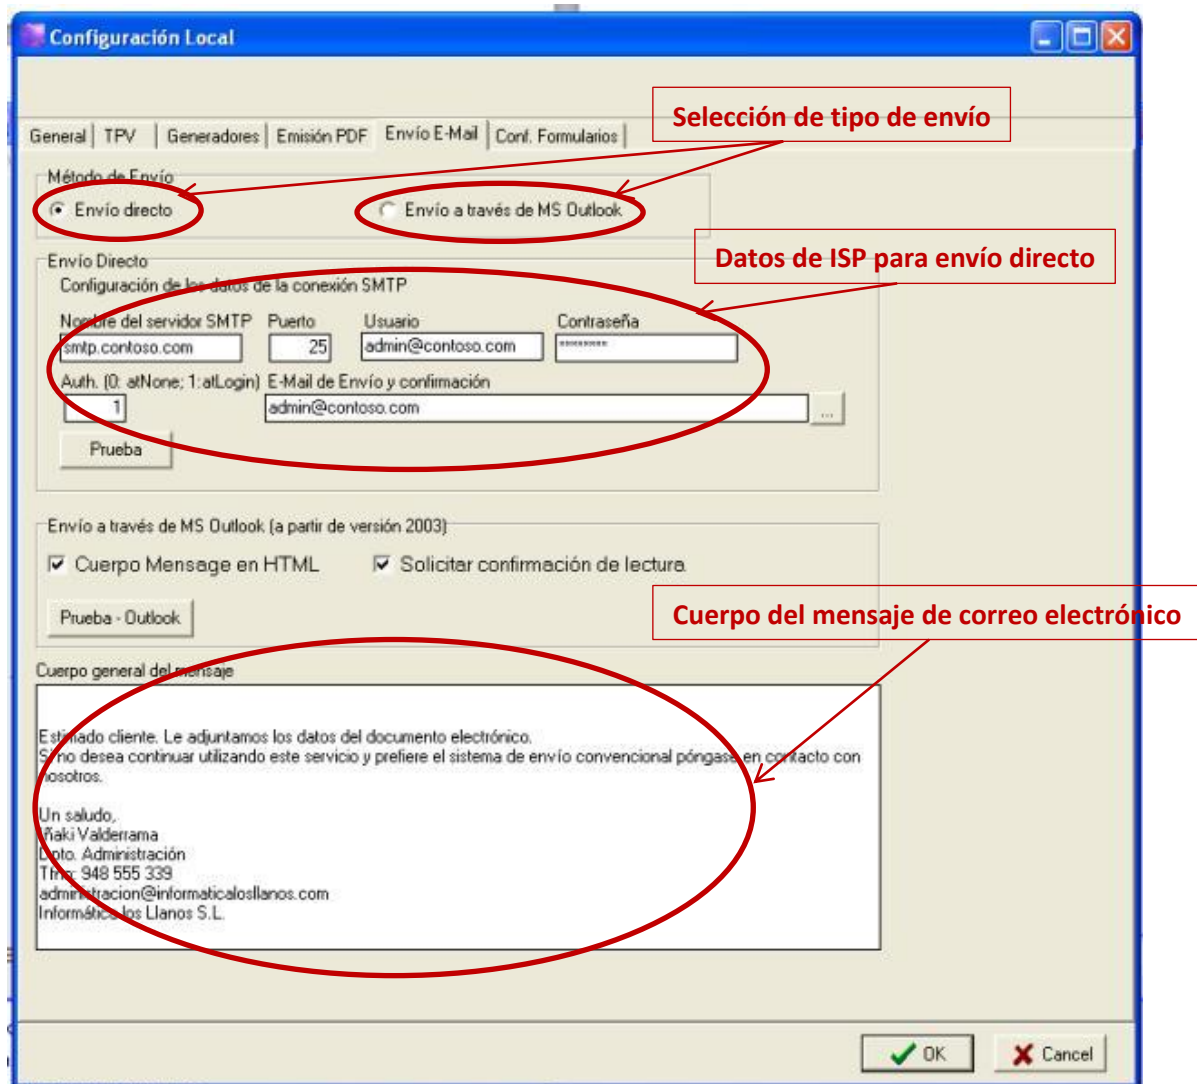 Configuración Local
Selección de tipo de envío
General TPV Generadores Emisión PDF Envío E-Mail Conf. Formularios
Método de Envío
Envío directo Envío a través de MS Outlook
Datos de ISP para envío directo
Envío Directo
Configuración de los datos de la conexión SMTP
Nombre del servidor SMTP Puerto Usuario Contraseña
smtp.contoso.com 25 admin@contoso.com ********
Auth. (0: atNone; 1:atLogin) E-Mail de Envío y confirmación
1 admin@contoso.com ...
Prueba
Envío a través de MS Outlook (a partir de versión 2003)
Cuerpo Mensage en HTML Solicitar confirmación de lectura
Cuerpo del mensaje de correo electrónico
Prueba - Outlook
Cuerpo general del mensaje
Estimado cliente. Le adjuntamos los datos del documento electrónico.
Si no desea continuar utilizando este servicio y prefiere el sistema de envío convencional póngase en contacto con
nosotros.
Un saludo,
Iñaki Valderrama
Dpto. Administración
Tfno: 948 555 339
administracion@informaticalosllanos.com
Informática los Llanos S.L.
OK Cancel